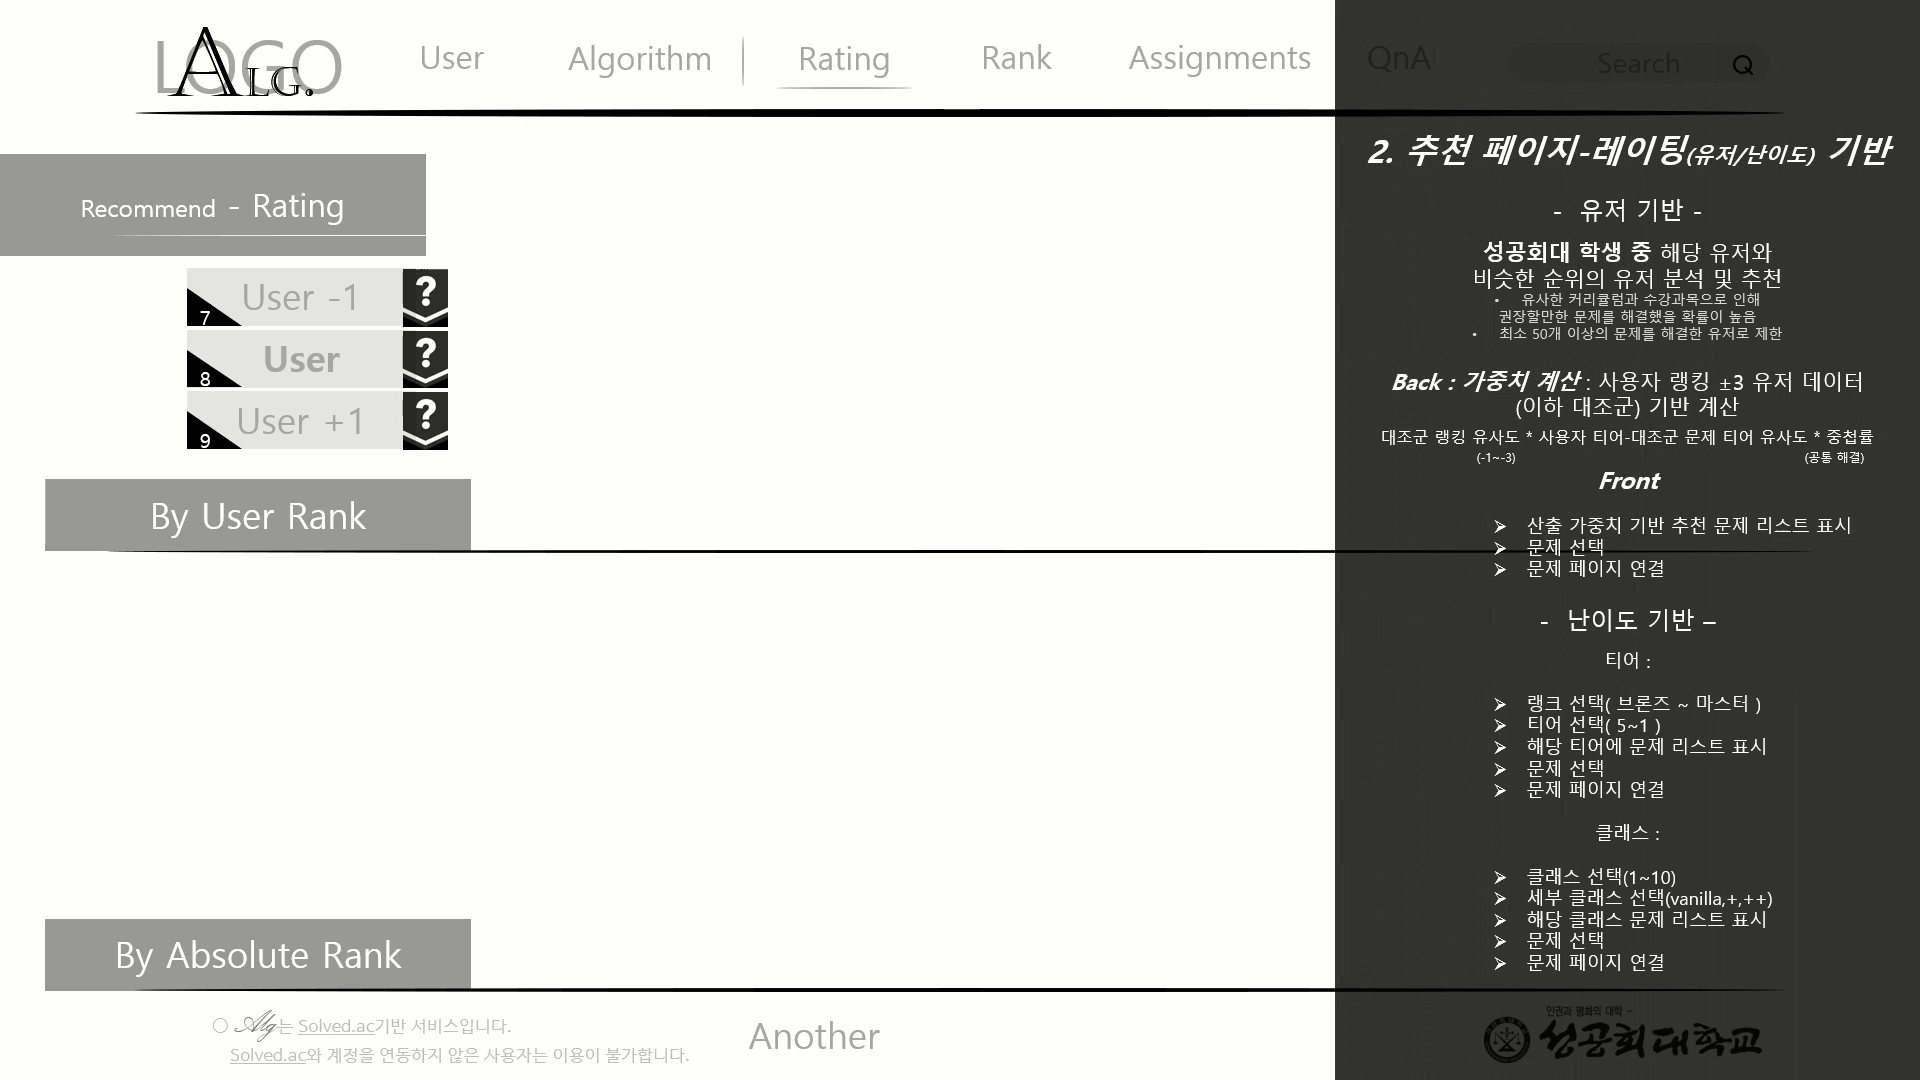 LOGO
ALG.
User
Algorithm
Rating
Rank
Assignments
QnA
Search
Recommend - Rating
7
User -1
?
8
User
?
9
User +1
?
By User Rank
By Absolute Rank
○ Alg는 Solved.ac기반 서비스입니다.
Solved.ac와 계정을 연동하지 않은 사용자는 이용이 불가합니다.
Another
2. 추천 페이지-레이팅(유저/난이도) 기반
- 유저 기반 -
성공회대 학생 중 해당 유저와
비슷한 순위의 유저 분석 및 추천
• 유사한 커리큘럼과 수강과목으로 인해
권장할만한 문제를 해결했을 확률이 높음
• 최소 50개 이상의 문제를 해결한 유저로 제한
Back : 가중치 계산 : 사용자 랭킹 ±3 유저 데이터
(이하 대조군) 기반 계산
대조군 랭킹 유사도 * 사용자 티어-대조군 문제 티어 유사도 * 중첩률
(-1~-3)
(공통 해결)
Front
➢ 산출 가중치 기반 추천 문제 리스트 표시
➢ 문제 선택
➢ 문제 페이지 연결
- 난이도 기반 –
티어 :
➢ 랭크 선택( 브론즈 ~ 마스터 )
➢ 티어 선택( 5~1 )
➢ 해당 티어에 문제 리스트 표시
➢ 문제 선택
➢ 문제 페이지 연결
클래스 :
➢ 클래스 선택(1~10)
➢ 세부 클래스 선택(vanilla,+,++)
➢ 해당 클래스 문제 리스트 표시
➢ 문제 선택
➢ 문제 페이지 연결
인권과 평화의 대학 –
성공회대학교